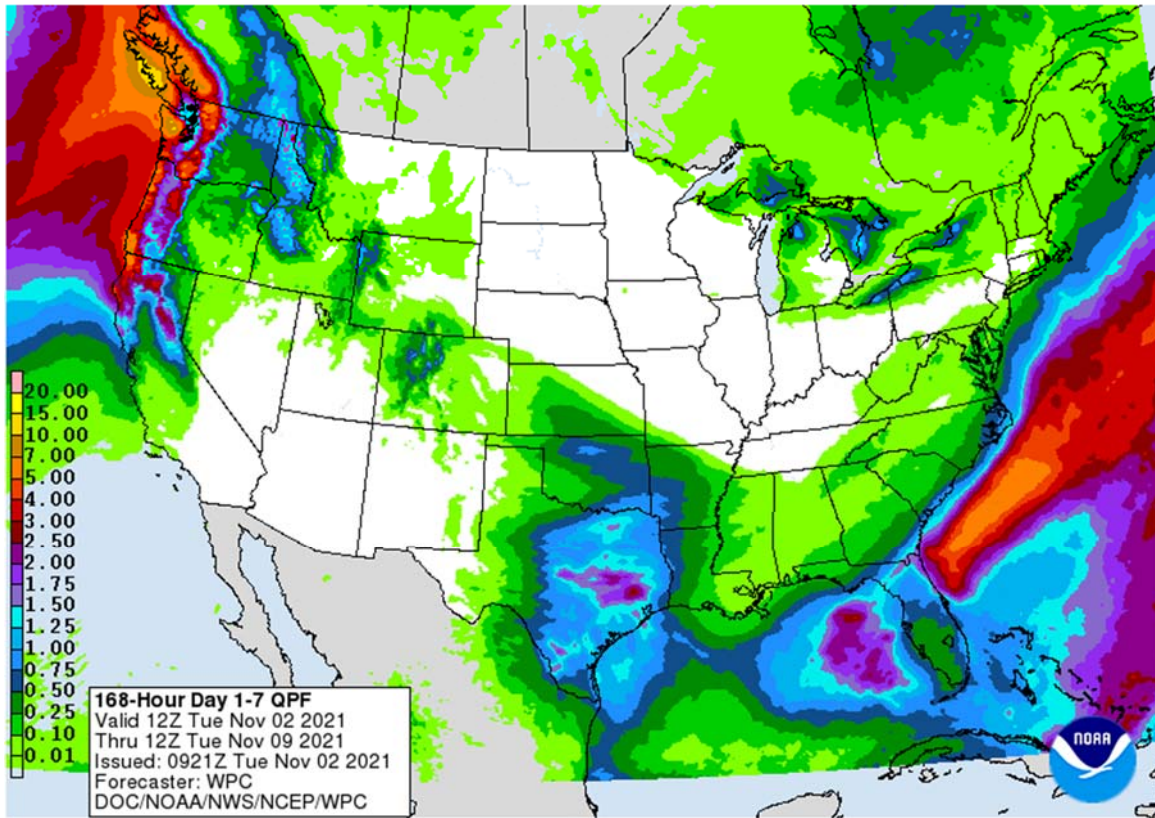 20.00
15.00
10.00
7.00
5.00
4.00
3.00
2.50
2.00
1.75
1.50
1.25
1.00
0.75
0.50
0.25
0.10
0.01
168-Hour Day 1-7 QPF
Valid 12Z Tue Nov 02 2021
Thru 12Z Tue Nov 09 2021
Issued: 0921Z Tue Nov 02 2021
Forecaster: WPC
DOC/NOAA/NWS/NCEP/WPC
NOAA